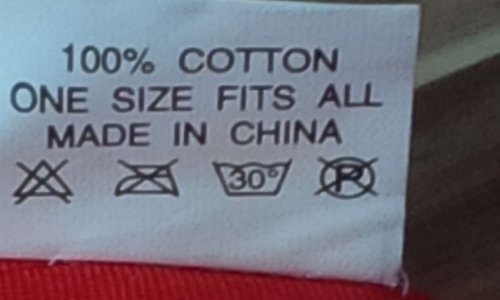 100% COTTON
ONE SIZE FITS ALL
MADE IN CHINA
30° P